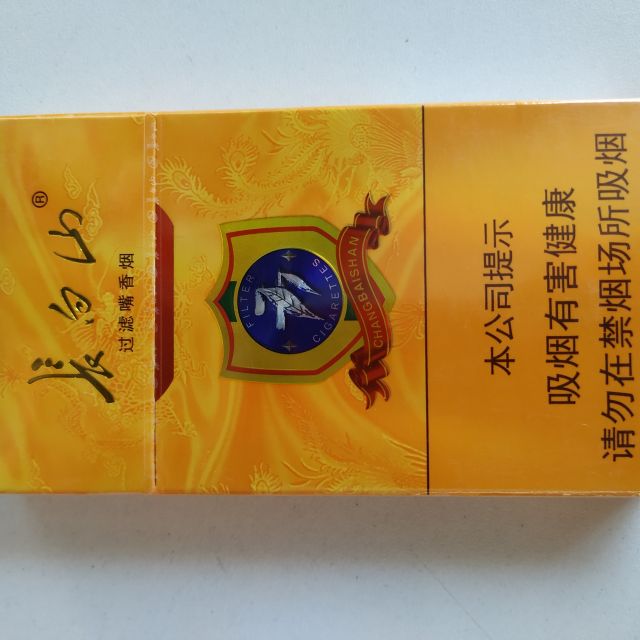 长白山®
过滤嘴香烟
FILTER
CIGARETTES
CHANGBAISHAN
本公司提示
吸烟有害健康
请勿在禁烟场所吸烟